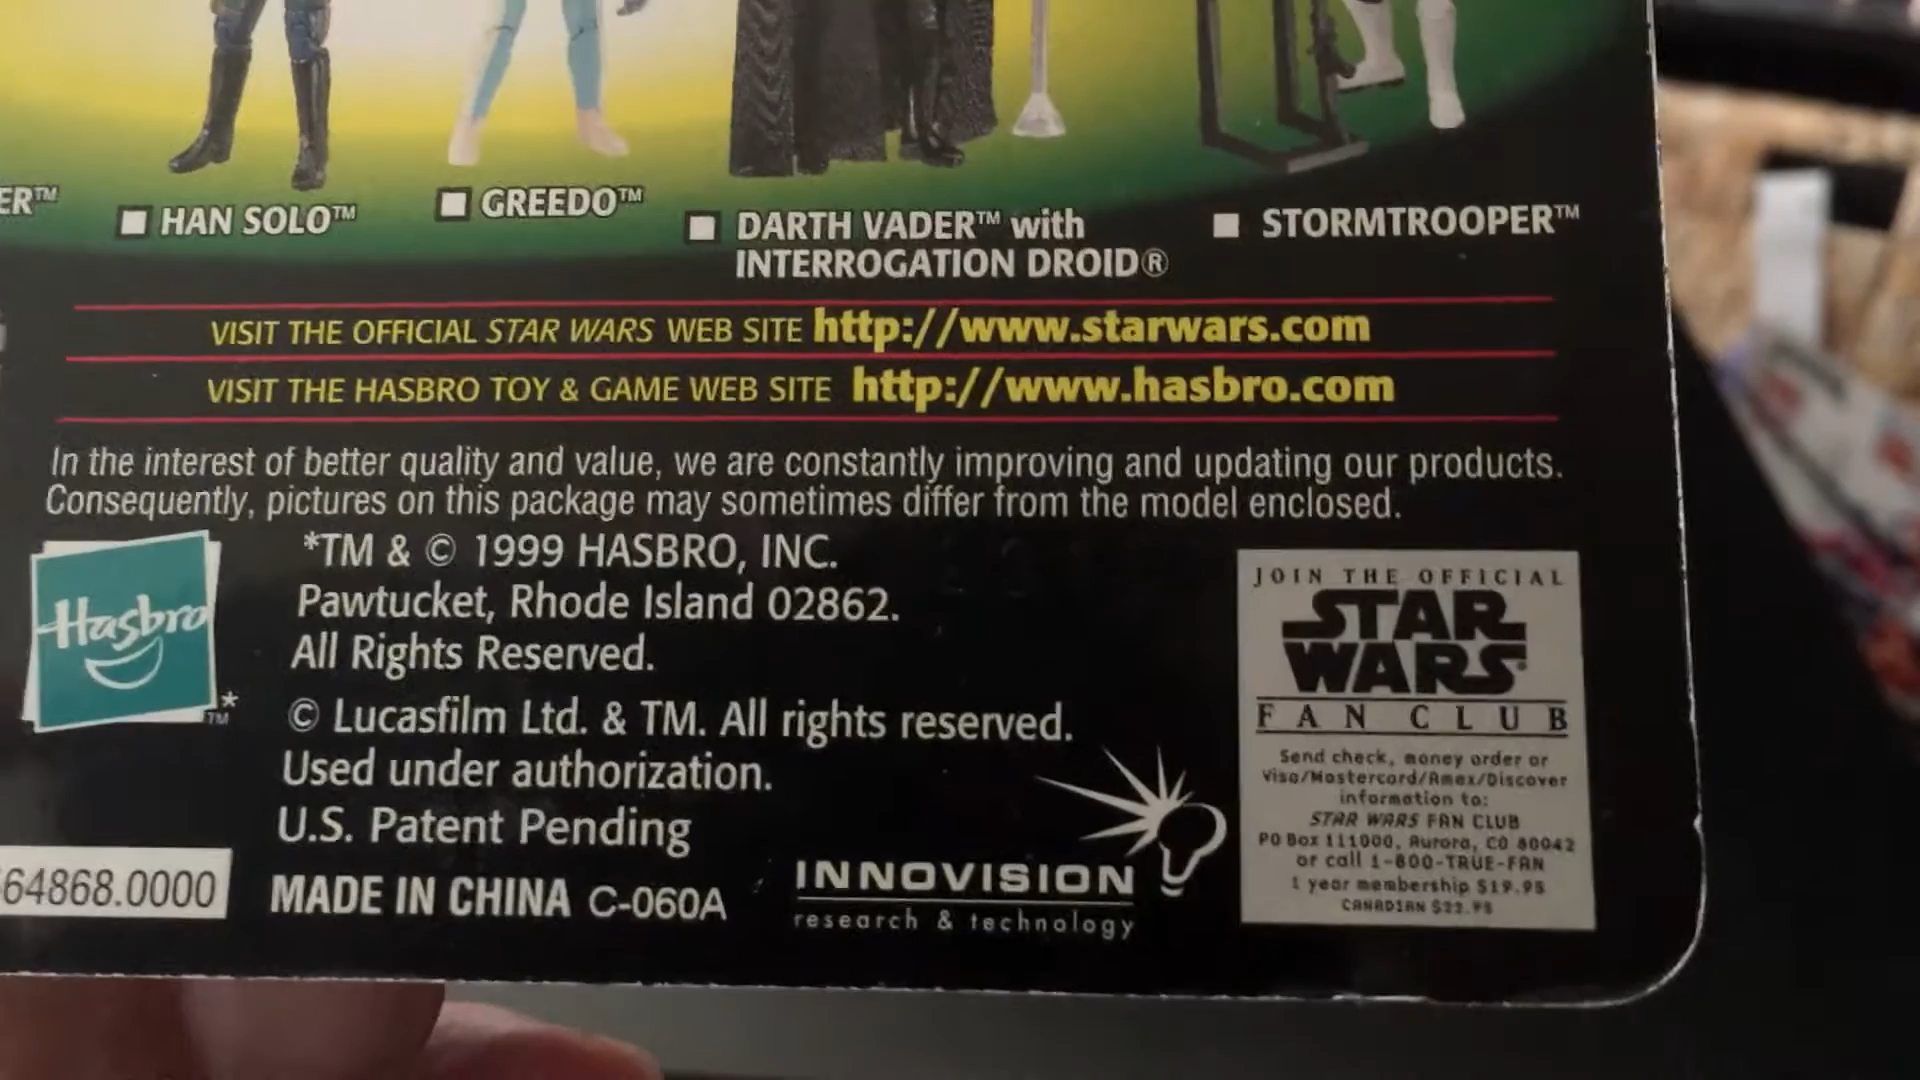 ER™
HAN SOLO™
GREEDO™
DARTH VADER™ with
INTERROGATION DROID®
STORMTROOPER™
VISIT THE OFFICIAL STAR WARS WEB SITE http://www.starwars.com
VISIT THE HASBRO TOY & GAME WEB SITE http://www.hasbro.com
In the interest of better quality and value, we are constantly improving and updating our products.
Consequently, pictures on this package may sometimes differ from the model enclosed.
Hasbro
TM*
*TM & © 1999 HASBRO, INC.
Pawtucket, Rhode Island 02862.
All Rights Reserved.
© Lucasfilm Ltd. & TM. All rights reserved.
Used under authorization.
U.S. Patent Pending
64868.0000
MADE IN CHINA C-060A
INNOVISION
research & technology
JOIN THE OFFICIAL
STAR
WARS
FAN CLUB
Send check, money order or
Visa/Mastercard/Amex/Discover
information to:
STAR WARS FAN CLUB
PO Box 111000, Aurora, CO 80042
or call 1-800-TRUE-FAN
1 year membership $19.95
CANADIAN $22.95